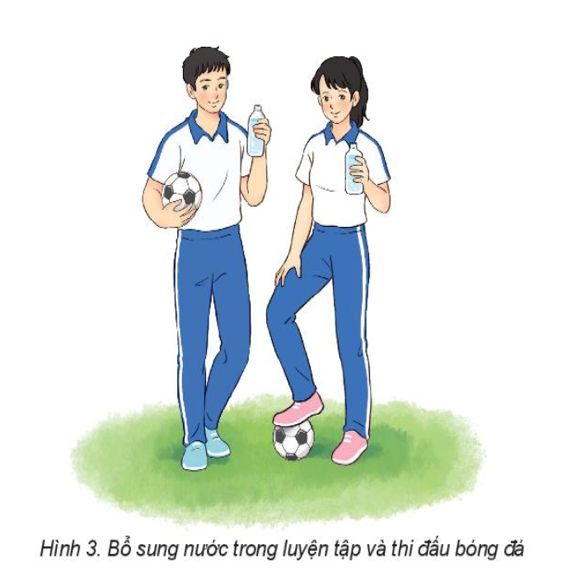 Hình 3. Bổ sung nước trong luyện tập và thi đấu bóng đá